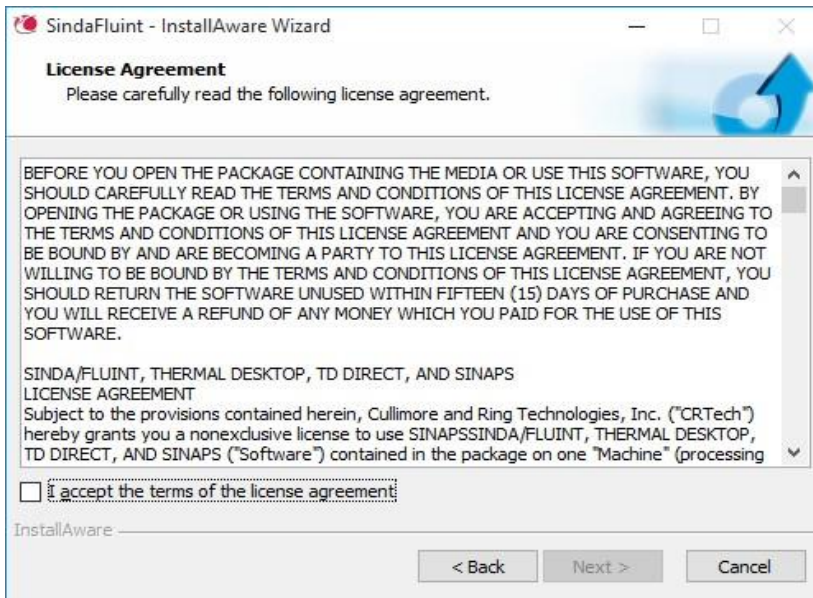 SindaFluint - InstallAware Wizard
License Agreement
Please carefully read the following license agreement.
BEFORE YOU OPEN THE PACKAGE CONTAINING THE MEDIA OR USE THIS SOFTWARE, YOU
SHOULD CAREFULLY READ THE TERMS AND CONDITIONS OF THIS LICENSE AGREEMENT. BY
OPENING THE PACKAGE OR USING THE SOFTWARE, YOU ARE ACCEPTING AND AGREEING TO
THE TERMS AND CONDITIONS OF THIS LICENSE AGREEMENT AND YOU ARE CONSENTING TO
BE BOUND BY AND ARE BECOMING A PARTY TO THIS LICENSE AGREEMENT. IF YOU ARE NOT
WILLING TO BE BOUND BY THE TERMS AND CONDITIONS OF THIS LICENSE AGREEMENT, YOU
SHOULD RETURN THE SOFTWARE UNUSED WITHIN FIFTEEN (15) DAYS OF PURCHASE AND
YOU WILL RECEIVE A REFUND OF ANY MONEY WHICH YOU PAID FOR THE USE OF THIS
SOFTWARE.
SINDA/FLUINT, THERMAL DESKTOP, TD DIRECT, AND SINAPS
LICENSE AGREEMENT
Subject to the provisions contained herein, Cullimore and Ring Technologies, Inc. ("CRTech")
hereby grants you a nonexclusive license to use SINAPSSINDA/FLUINT, THERMAL DESKTOP,
TD DIRECT, AND SINAPS ("Software") contained in the package on one "Machine" (processing
I accept the terms of the license agreement
InstallAware
< Back Next > Cancel